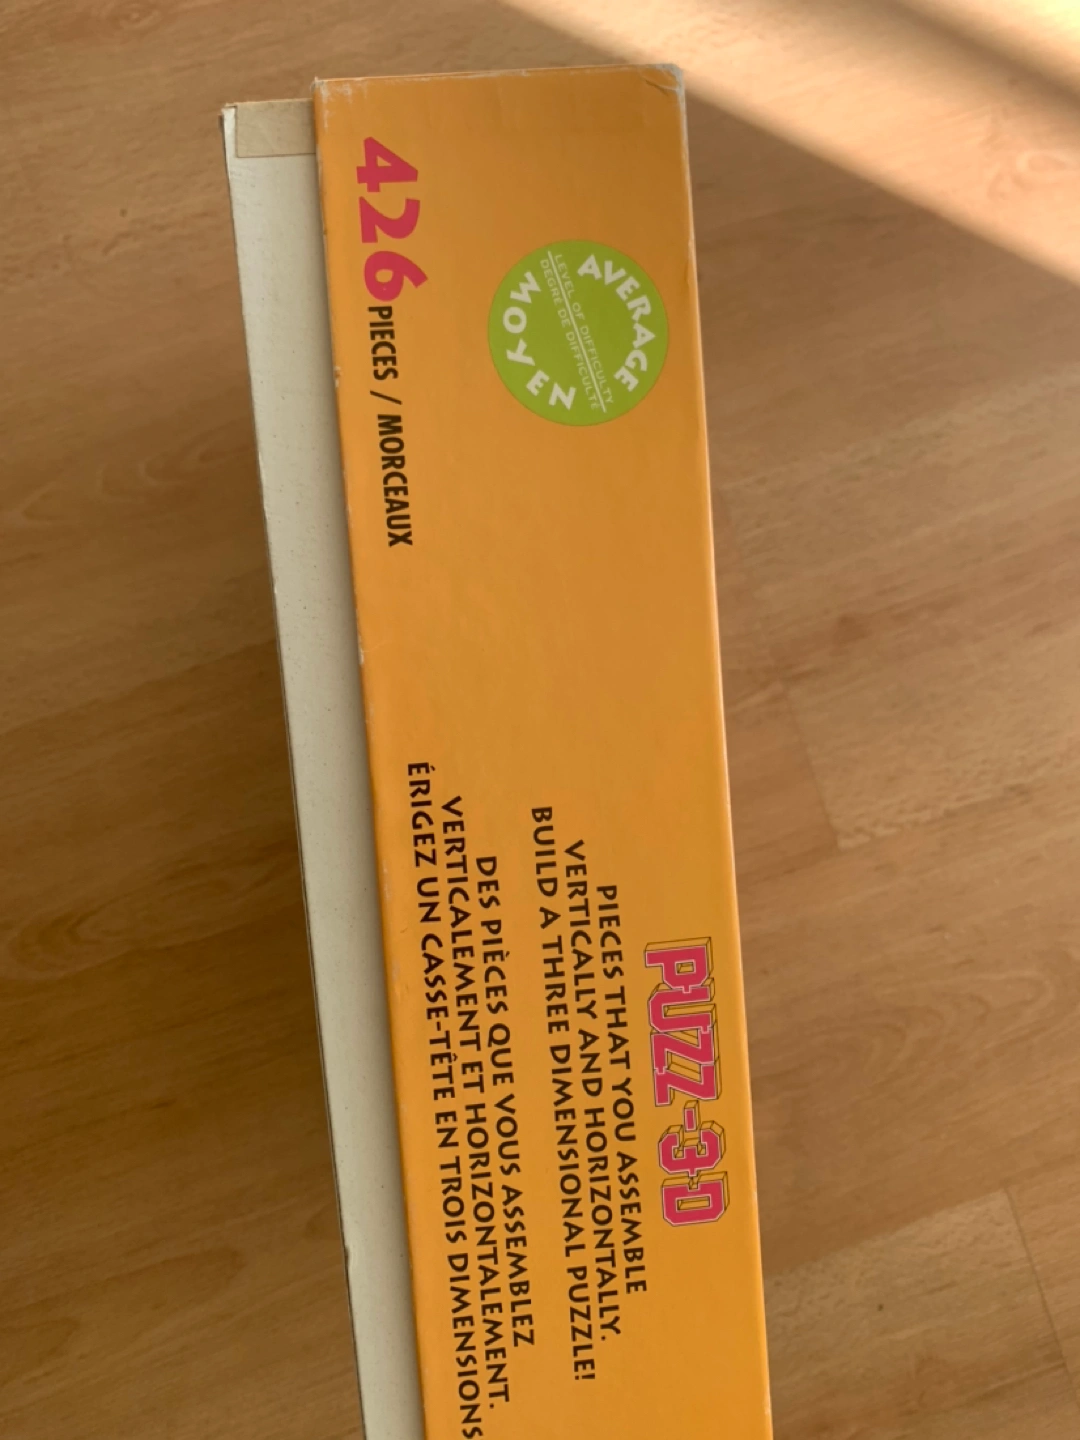 426 PIECES / MORCEAUX
AVERAGE
LEVEL OF DIFFICULTY
DEGRÉ DE DIFFICULTÉ
MOYEN
PUZZ-3D
PIECES THAT YOU ASSEMBLE
VERTICALLY AND HORIZONTALLY.
BUILD A THREE DIMENSIONAL PUZZLE!
DES PIÈCES QUE VOUS ASSEMBLEZ
VERTICALEMENT ET HORIZONTALEMENT.
ÉRIGEZ UN CASSE-TÊTE EN TROIS DIMENSIONS